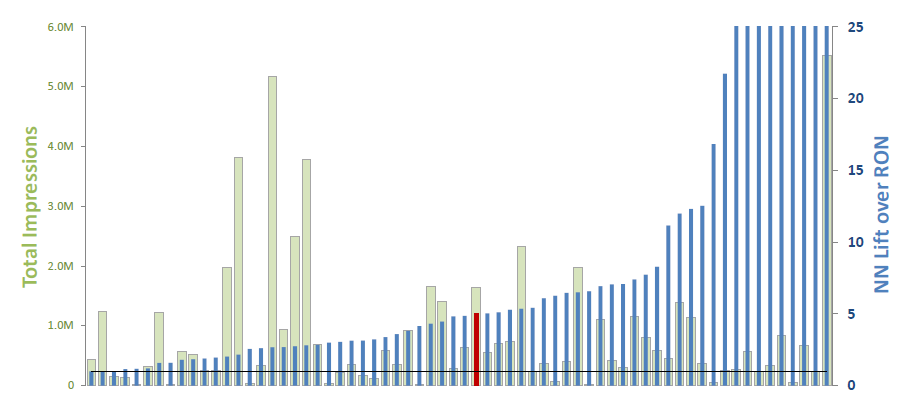 Total Impressions
6.0M
5.0M
4.0M
3.0M
2.0M
1.0M
0
25
20
15
10
5
0
NN Lift over RON